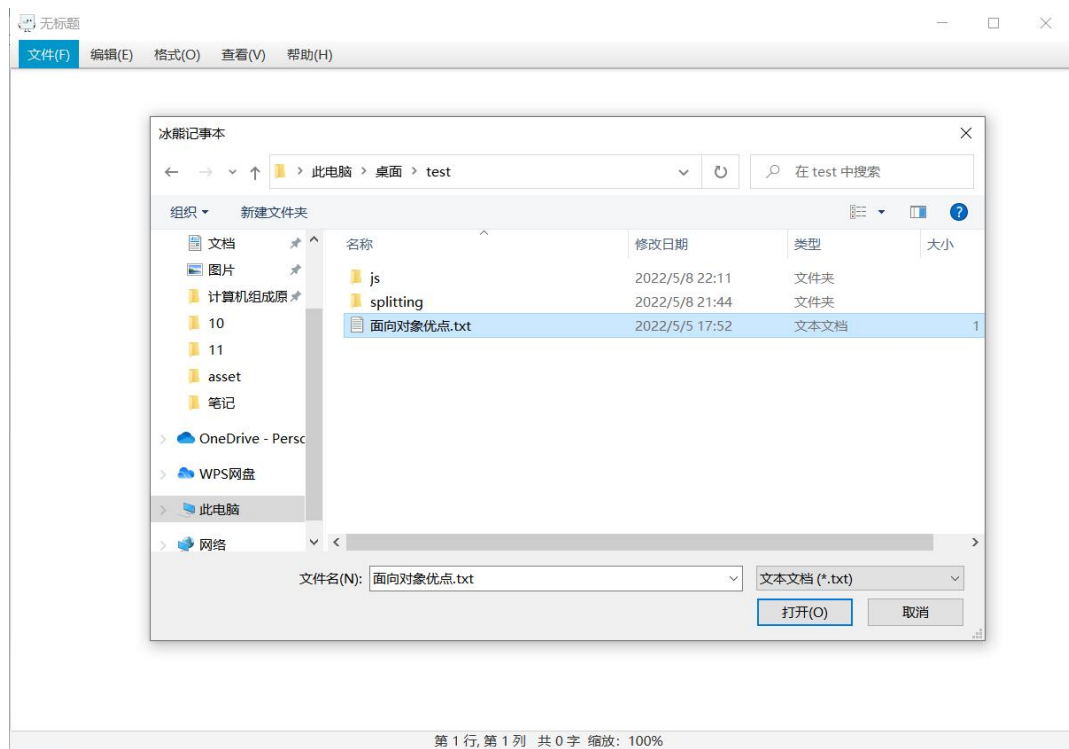 无标题
文件(F) 编辑(E) 格式(O) 查看(V) 帮助(H)
冰熊记事本
此电脑 > 桌面 > test 在 test 中搜索
组织 新建文件夹
名称 修改日期 类型 大小
文档
图片
计算机组成原
10
11
asset
笔记
OneDrive - Persc
WPS网盘
此电脑
网络
js 2022/5/8 22:11 文件夹
splitting 2022/5/8 21:44 文件夹
面向对象优点.txt 2022/5/5 17:52 文本文档 1
文件名(N): 面向对象优点.txt 文本文档 (*.txt)
打开(O) 取消
第 1 行, 第 1 列 共 0 字 缩放: 100%